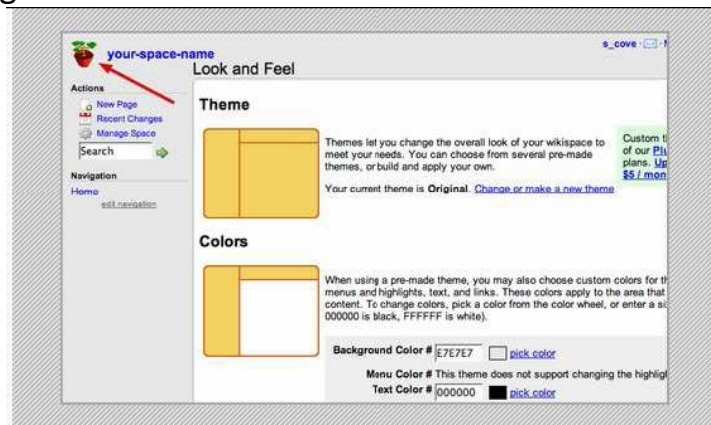 your-space-name
s_cove
Look and Feel
Actions
New Page
Recent Changes
Manage Space
Search
Navigation
Home
edit navigation
Theme
Themes let you change the overall look of your wikispace to
meet your needs. You can choose from several pre-made
themes, or build and apply your own.
Your current theme is Original. Change or make a new theme
Custom
of our
plans.
$5 /
Colors
When using a pre-made theme, you may also choose custom colors for
menus and highlights, text, and links. These colors apply to the area that
content. To change colors, pick a color from the color wheel, or enter a
000000 is black, FFFFFF is white).
Background Color # E7E7E7 pick color
Menu Color # This theme does not support changing the
Text Color # 000000 pick color